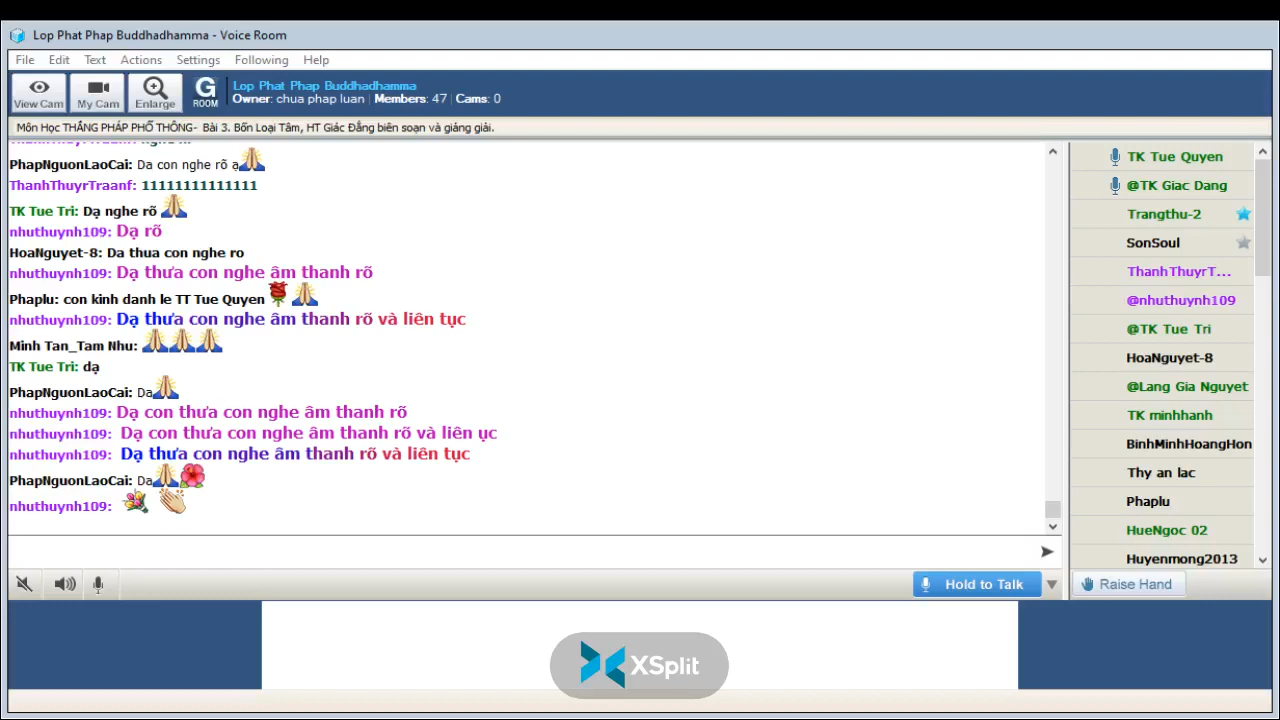 Lop Phat Phap Buddhadhamma - Voice Room
File Edit Text Actions Settings Following Help
View Cam My Cam Enlarge G ROOM
Lop Phat Phap Buddhadhamma
Owner: chua phap luan | Members: 47 | Cams: 0
Môn Học THẮNG PHÁP PHỔ THÔNG- Bài 3. Bốn Loại Tâm, HT Giác Đẳng biên soạn và giảng giải.
PhapNguonLaoCai: Da con nghe rõ ạ
ThanhThuyrTraanf: 11111111111111
TK Tue Tri: Dạ nghe rõ
nhuthuynh109: Dạ rõ
HoaNguyet-8: Da thua con nghe ro
nhuthuynh109: Dạ thưa con nghe âm thanh rõ
Phaplu: con kinh danh le TT Tue Quyen
nhuthuynh109: Dạ thưa con nghe âm thanh rõ và liên tục
Minh Tan_Tam Nhu:
TK Tue Tri: dạ
PhapNguonLaoCai: Da
nhuthuynh109: Dạ con thưa con nghe âm thanh rõ
nhuthuynh109: Dạ con thưa con nghe âm thanh rõ và liên ục
nhuthuynh109: Dạ thưa con nghe âm thanh rõ và liên tục
PhapNguonLaoCai: Da
nhuthuynh109:
TK Tue Quyen
@TK Giac Dang
Trangthu-2
SonSoul
ThanhThuyrT...
@nhuthuynh109
@TK Tue Tri
HoaNguyet-8
@Lang Gia Nguyet
TK minhhanh
BinhMinhHoangHon
Thy an lac
Phaplu
HueNgoc 02
Huyenmong2013
Hold to Talk
Raise Hand
XSplit